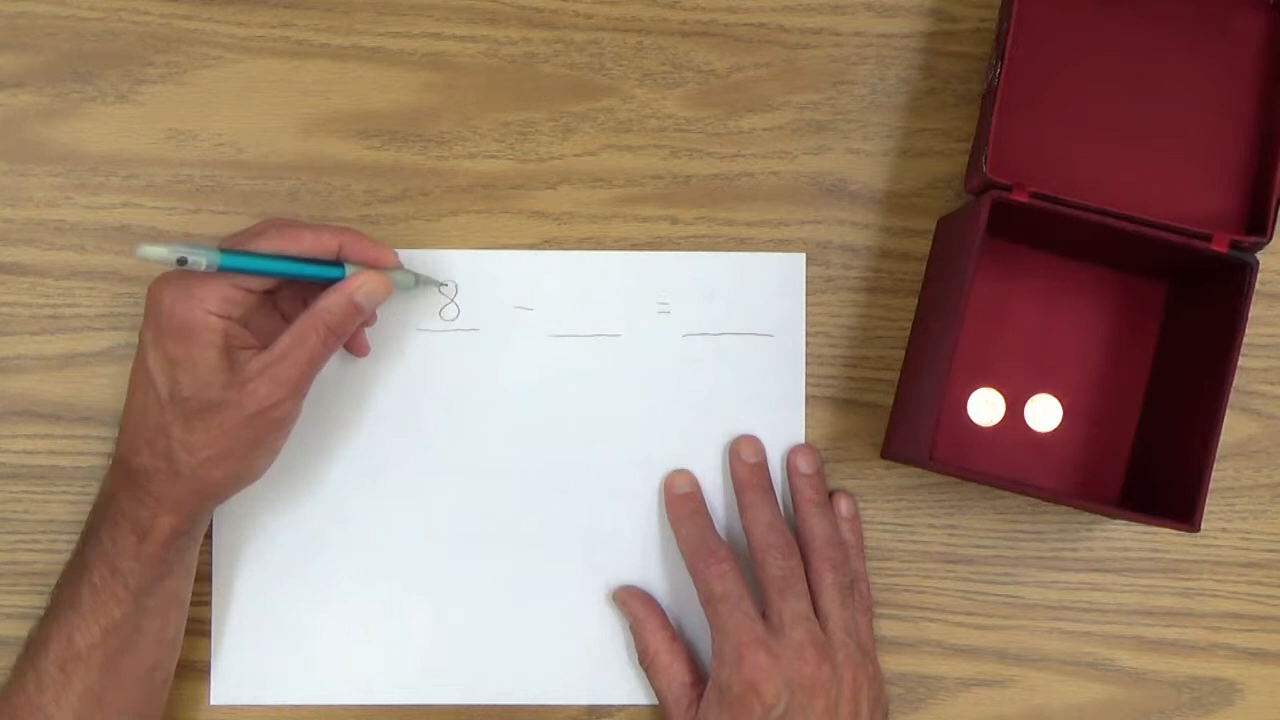 8 - ___ = ___